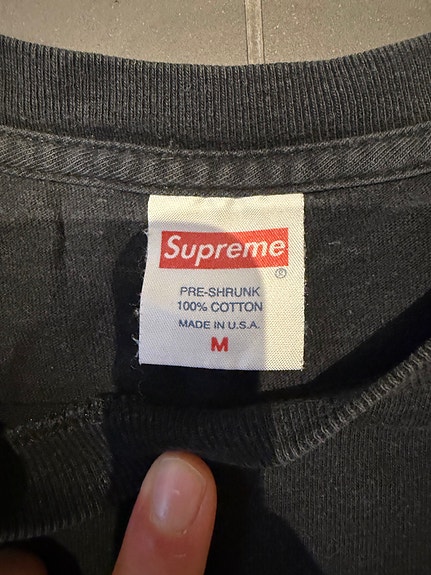 Supreme
®
PRE-SHRUNK
100% COTTON
MADE IN U.S.A.
M